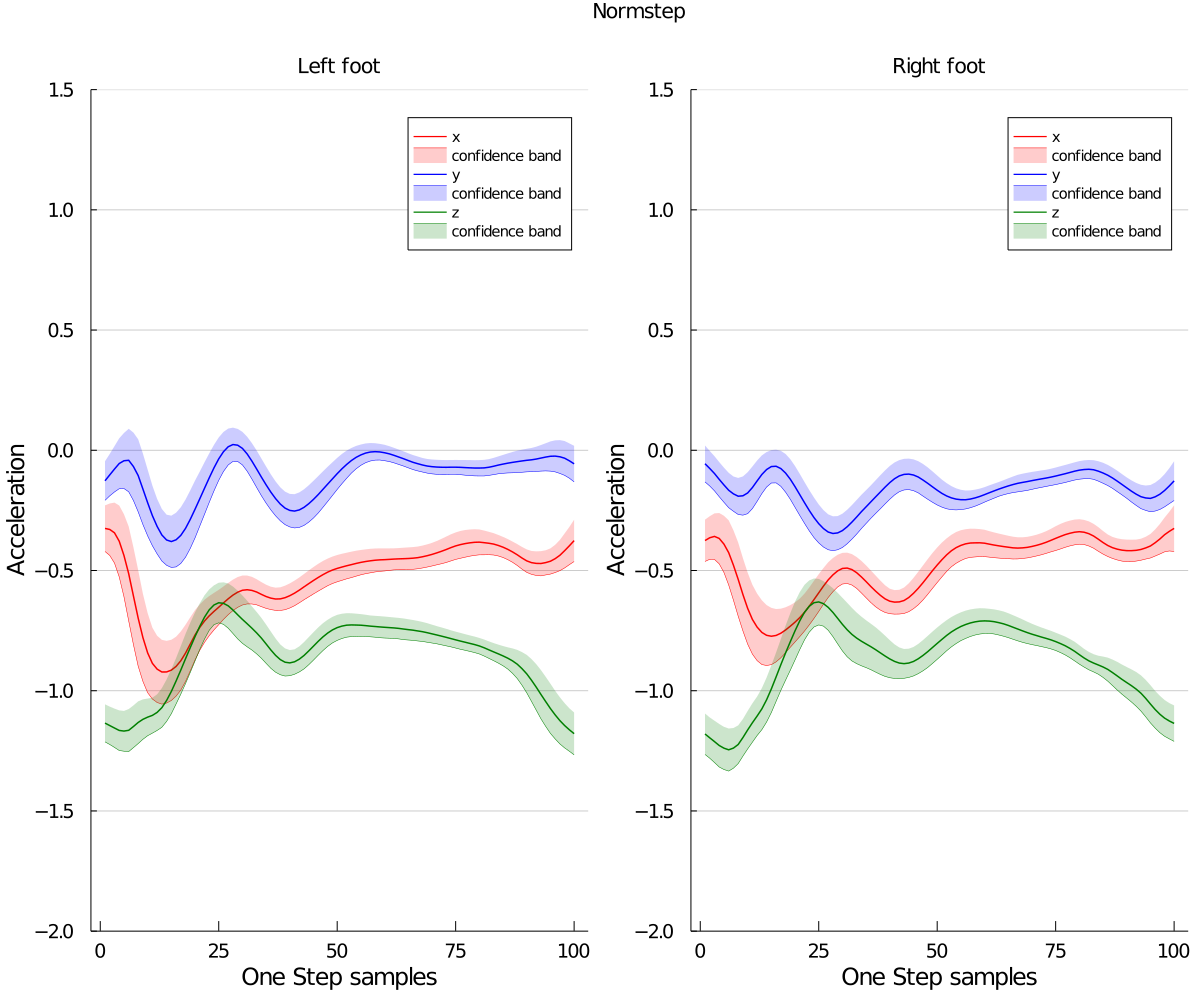 Normstep
Left foot
1.5
1.0
0.5
0.0
−0.5
−1.0
−1.5
−2.0
Acceleration
x
confidence band
y
confidence band
z
confidence band
0
25
50
75
100
One Step samples
Right foot
1.5
1.0
0.5
0.0
−0.5
−1.0
−1.5
−2.0
Acceleration
x
confidence band
y
confidence band
z
confidence band
0
25
50
75
100
One Step samples